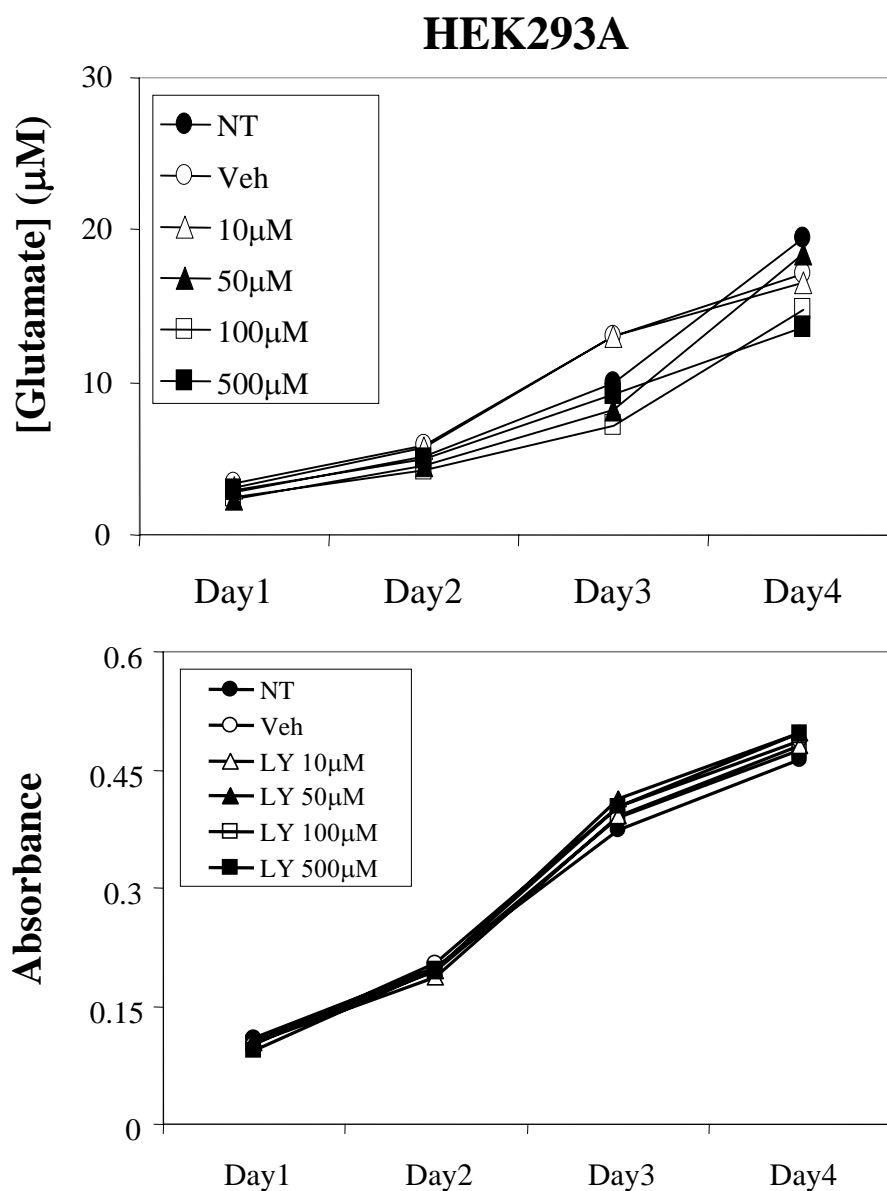 HEK293A
[Glutamate] (μM)
30
20
10
0
NT
Veh
10μM
50μM
100μM
500μM
Day1 Day2 Day3 Day4
Absorbance
0.6
0.45
0.3
0.15
0
NT
Veh
LY 10μM
LY 50μM
LY 100μM
LY 500μM
Day1 Day2 Day3 Day4